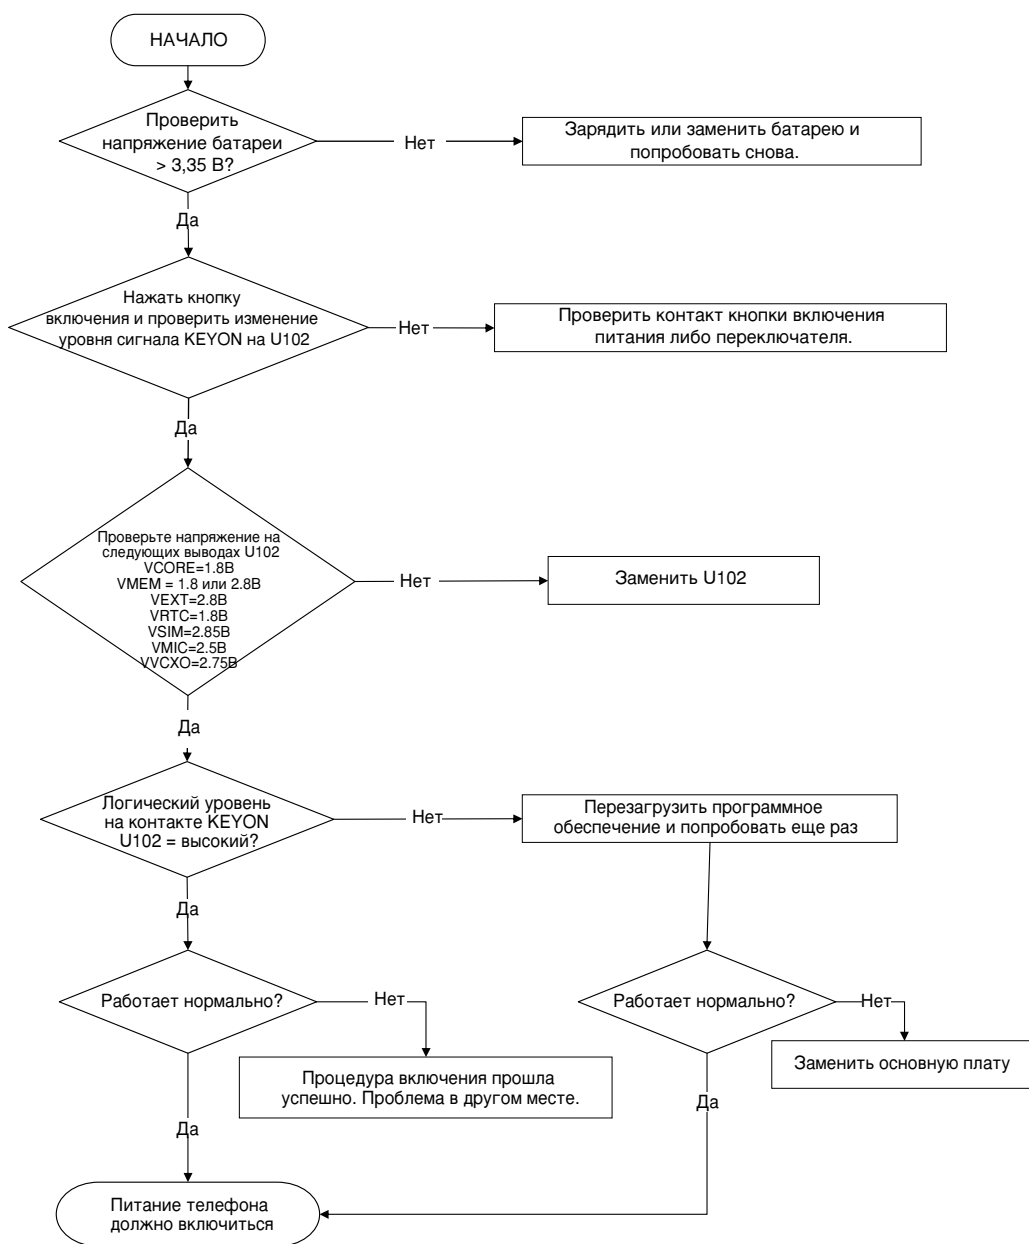 НАЧАЛО
Проверить
напряжение батареи
> 3,35 В?
Нет
Зарядить или заменить батарею и
попробовать снова.
Да
Нажать кнопку
включения и проверить изменение
уровня сигнала KEYON на U102
Нет
Проверить контакт кнопки включения
питания либо переключателя.
Да
Проверьте напряжение на
следующих выводах U102
VCORE=1.8В
VMEM = 1.8 или 2.8В
VEXT=2.8В
VRTC=1.8В
VSIM=2.85В
VMIC=2.5В
VVCXO=2.75В
Нет
Заменить U102
Да
Логический уровень
на контакте KEYON
U102 = высокий?
Нет
Перезагрузить программное
обеспечение и попробовать еще раз
Да
Работает нормально?
Нет
Процедура включения прошла
успешно. Проблема в другом месте.
Работает нормально?
Нет
Заменить основную плату
Да
Да
Питание телефона
должно включиться